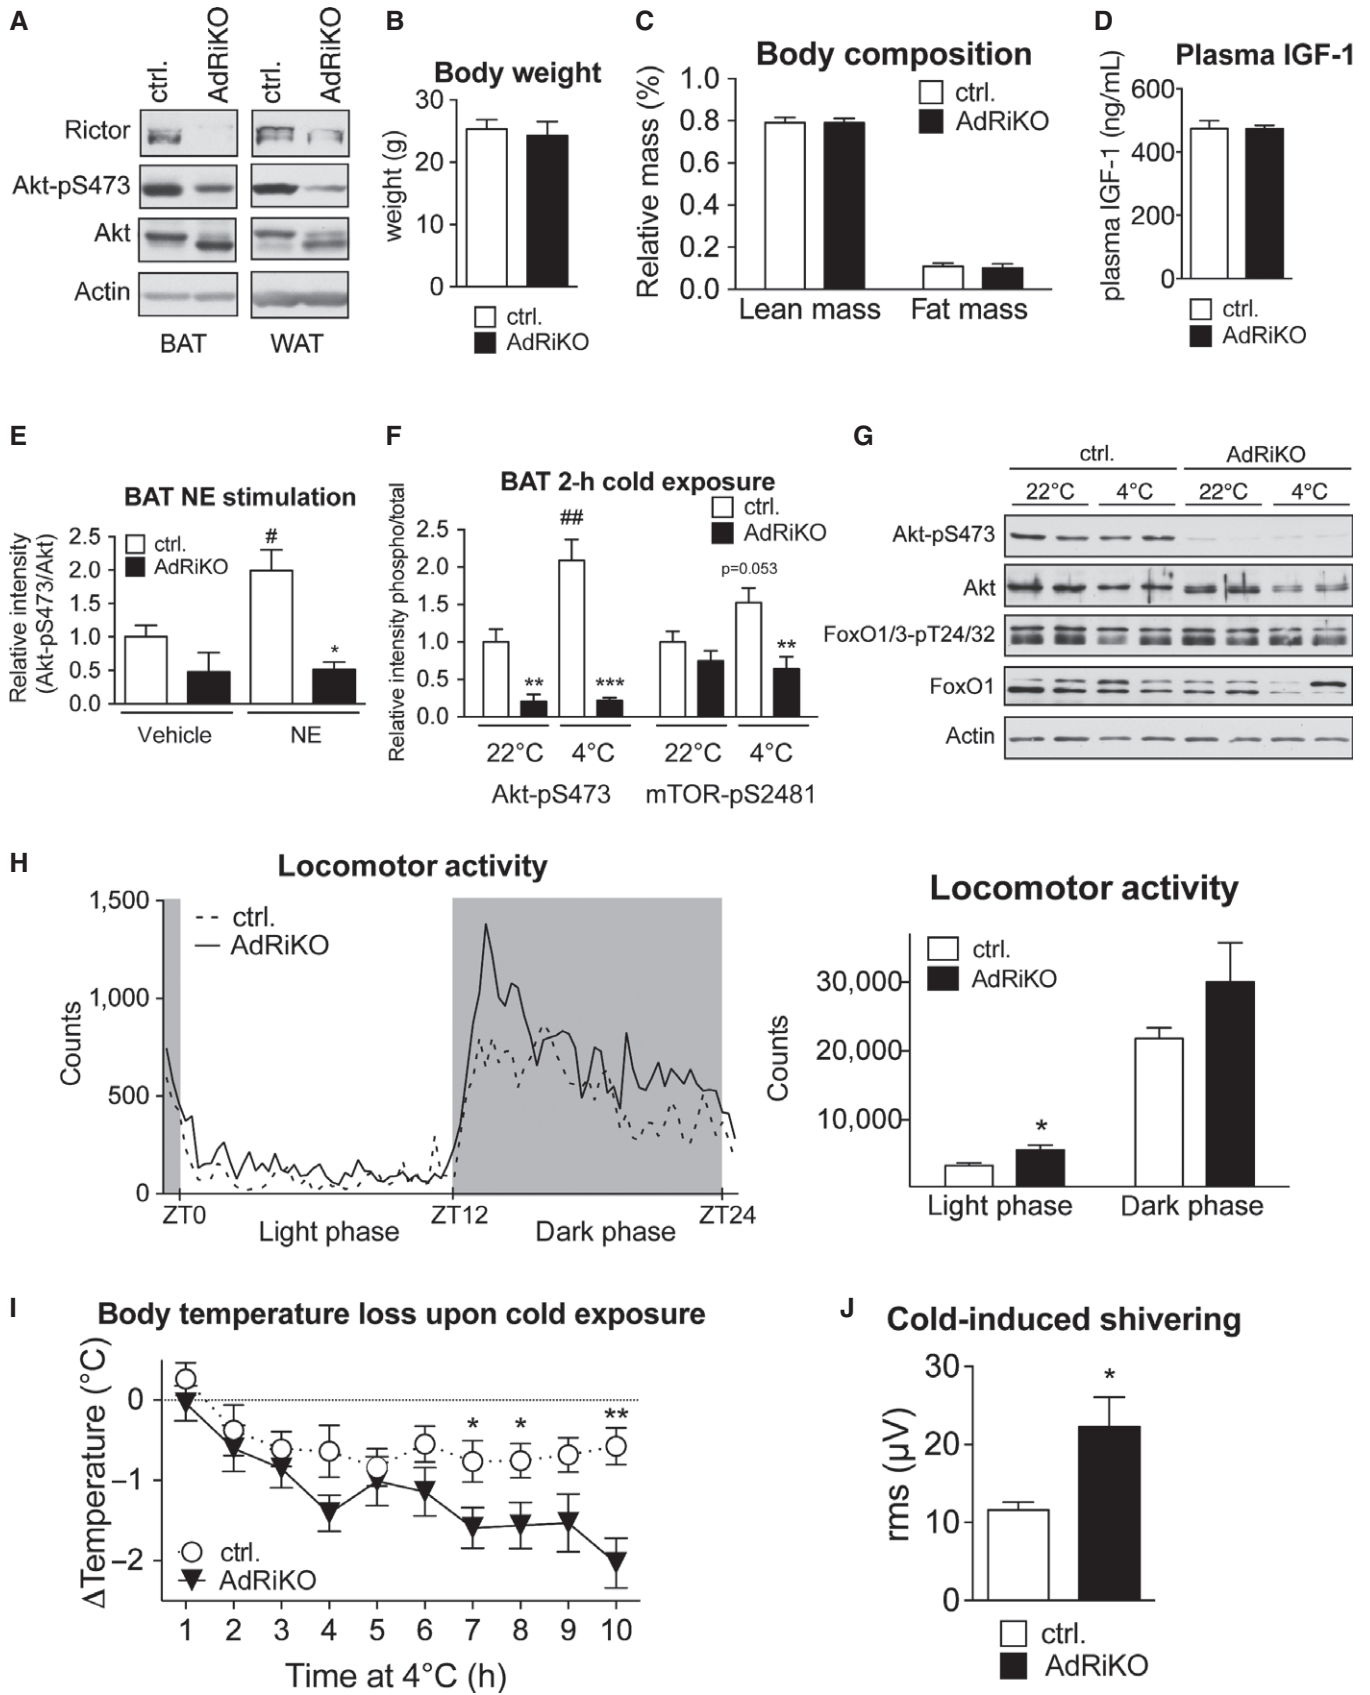 A
ctrl.
AdRiKO
ctrl.
AdRiKO
Rictor
Akt-pS473
Akt
Actin
BAT
WAT
B
Body weight
weight (g)
30
20
10
0
ctrl.
AdRiKO
C
Body composition
Relative mass (%)
1.0
0.8
0.6
0.4
0.2
0.0
ctrl.
AdRiKO
Lean mass
Fat mass
D
Plasma IGF-1
plasma IGF-1 (ng/mL)
600
400
200
0
ctrl.
AdRiKO
E
BAT NE stimulation
Relative intensity
(Akt-pS473/Akt)
2.5
2.0
1.5
1.0
0.5
0.0
ctrl.
AdRiKO
#
*
Vehicle
NE
F
BAT 2-h cold exposure
Relative intensity phospho/total
2.5
2.0
1.5
1.0
0.5
0.0
ctrl.
AdRiKO
##
p=0.053
**
***
**
22°C
4°C
22°C
4°C
Akt-pS473
mTOR-pS2481
G
ctrl.
AdRiKO
22°C
4°C
22°C
4°C
Akt-pS473
Akt
FoxO1/3-pT24/32
FoxO1
Actin
H
Locomotor activity
Counts
1,500
1,000
500
0
ctrl.
AdRiKO
ZT0
ZT12
ZT24
Light phase
Dark phase
Locomotor activity
Counts
30,000
20,000
10,000
ctrl.
AdRiKO
*
Light phase
Dark phase
I
Body temperature loss upon cold exposure
ΔTemperature (°C)
0
−1
−2
*
*
**
ctrl.
AdRiKO
1 2 3 4 5 6 7 8 9 10
Time at 4°C (h)
J
Cold-induced shivering
rms (µV)
30
20
10
0
*
ctrl.
AdRiKO